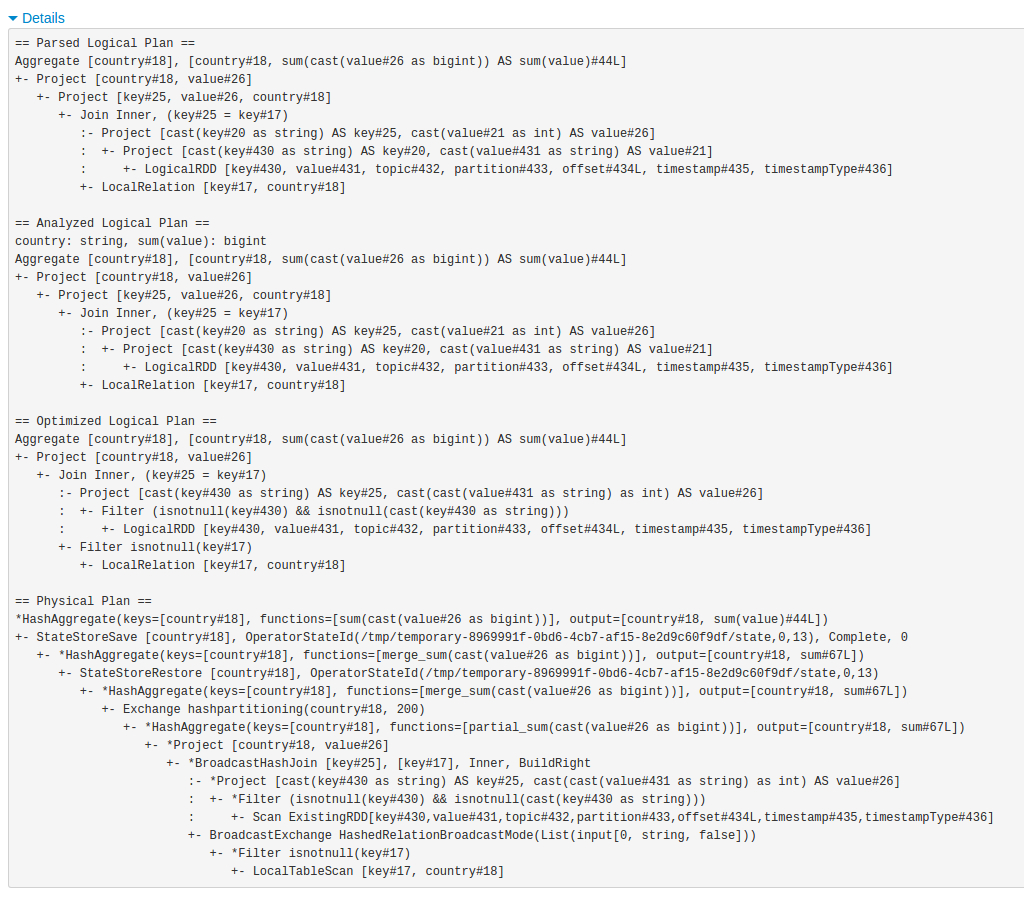 Details
== Parsed Logical Plan ==
Aggregate [country#18], [country#18, sum(cast(value#26 as bigint)) AS sum(value)#44L]
+- Project [country#18, value#26]
   +- Project [key#25, value#26, country#18]
      +- Join Inner, (key#25 = key#17)
         :- Project [cast(key#20 as string) AS key#25, cast(value#21 as int) AS value#26]
         :  +- Project [cast(key#430 as string) AS key#20, cast(value#431 as string) AS value#21]
         :     +- LogicalRDD [key#430, value#431, topic#432, partition#433, offset#434L, timestamp#435, timestampType#436]
         +- LocalRelation [key#17, country#18]

== Analyzed Logical Plan ==
country: string, sum(value): bigint
Aggregate [country#18], [country#18, sum(cast(value#26 as bigint)) AS sum(value)#44L]
+- Project [country#18, value#26]
   +- Project [key#25, value#26, country#18]
      +- Join Inner, (key#25 = key#17)
         :- Project [cast(key#20 as string) AS key#25, cast(value#21 as int) AS value#26]
         :  +- Project [cast(key#430 as string) AS key#20, cast(value#431 as string) AS value#21]
         :     +- LogicalRDD [key#430, value#431, topic#432, partition#433, offset#434L, timestamp#435, timestampType#436]
         +- LocalRelation [key#17, country#18]

== Optimized Logical Plan ==
Aggregate [country#18], [country#18, sum(cast(value#26 as bigint)) AS sum(value)#44L]
+- Project [country#18, value#26]
   +- Join Inner, (key#25 = key#17)
      :- Project [cast(key#430 as string) AS key#25, cast(cast(value#431 as string) as int) AS value#26]
      :  +- Filter (isnotnull(key#430) && isnotnull(cast(key#430 as string)))
      :     +- LogicalRDD [key#430, value#431, topic#432, partition#433, offset#434L, timestamp#435, timestampType#436]
      +- Filter isnotnull(key#17)
         +- LocalRelation [key#17, country#18]

== Physical Plan ==
*HashAggregate(keys=[country#18], functions=[sum(cast(value#26 as bigint))], output=[country#18, sum(value)#44L])
+- StateStoreSave [country#18], OperatorStateId(/tmp/temporary-8969991f-0bd6-4cb7-af15-8e2d9c60f9df/state,0,13), Complete, 0
   +- *HashAggregate(keys=[country#18], functions=[merge_sum(cast(value#26 as bigint))], output=[country#18, sum#67L])
      +- StateStoreRestore [country#18], OperatorStateId(/tmp/temporary-8969991f-0bd6-4cb7-af15-8e2d9c60f9df/state,0,13)
         +- *HashAggregate(keys=[country#18], functions=[merge_sum(cast(value#26 as bigint))], output=[country#18, sum#67L])
            +- Exchange hashpartitioning(country#18, 200)
               +- *HashAggregate(keys=[country#18], functions=[partial_sum(cast(value#26 as bigint))], output=[country#18, sum#67L])
                  +- *Project [country#18, value#26]
                     +- *BroadcastHashJoin [key#25], [key#17], Inner, BuildRight
                        :- *Project [cast(key#430 as string) AS key#25, cast(cast(value#431 as string) as int) AS value#26]
                        :  +- *Filter (isnotnull(key#430) && isnotnull(cast(key#430 as string)))
                        :     +- Scan ExistingRDD[key#430,value#431,topic#432,partition#433,offset#434L,timestamp#435,timestampType#436]
                        +- BroadcastExchange HashedRelationBroadcastMode(List(input[0, string, false]))
                           +- *Filter isnotnull(key#17)
                              +- LocalTableScan [key#17, country#18]